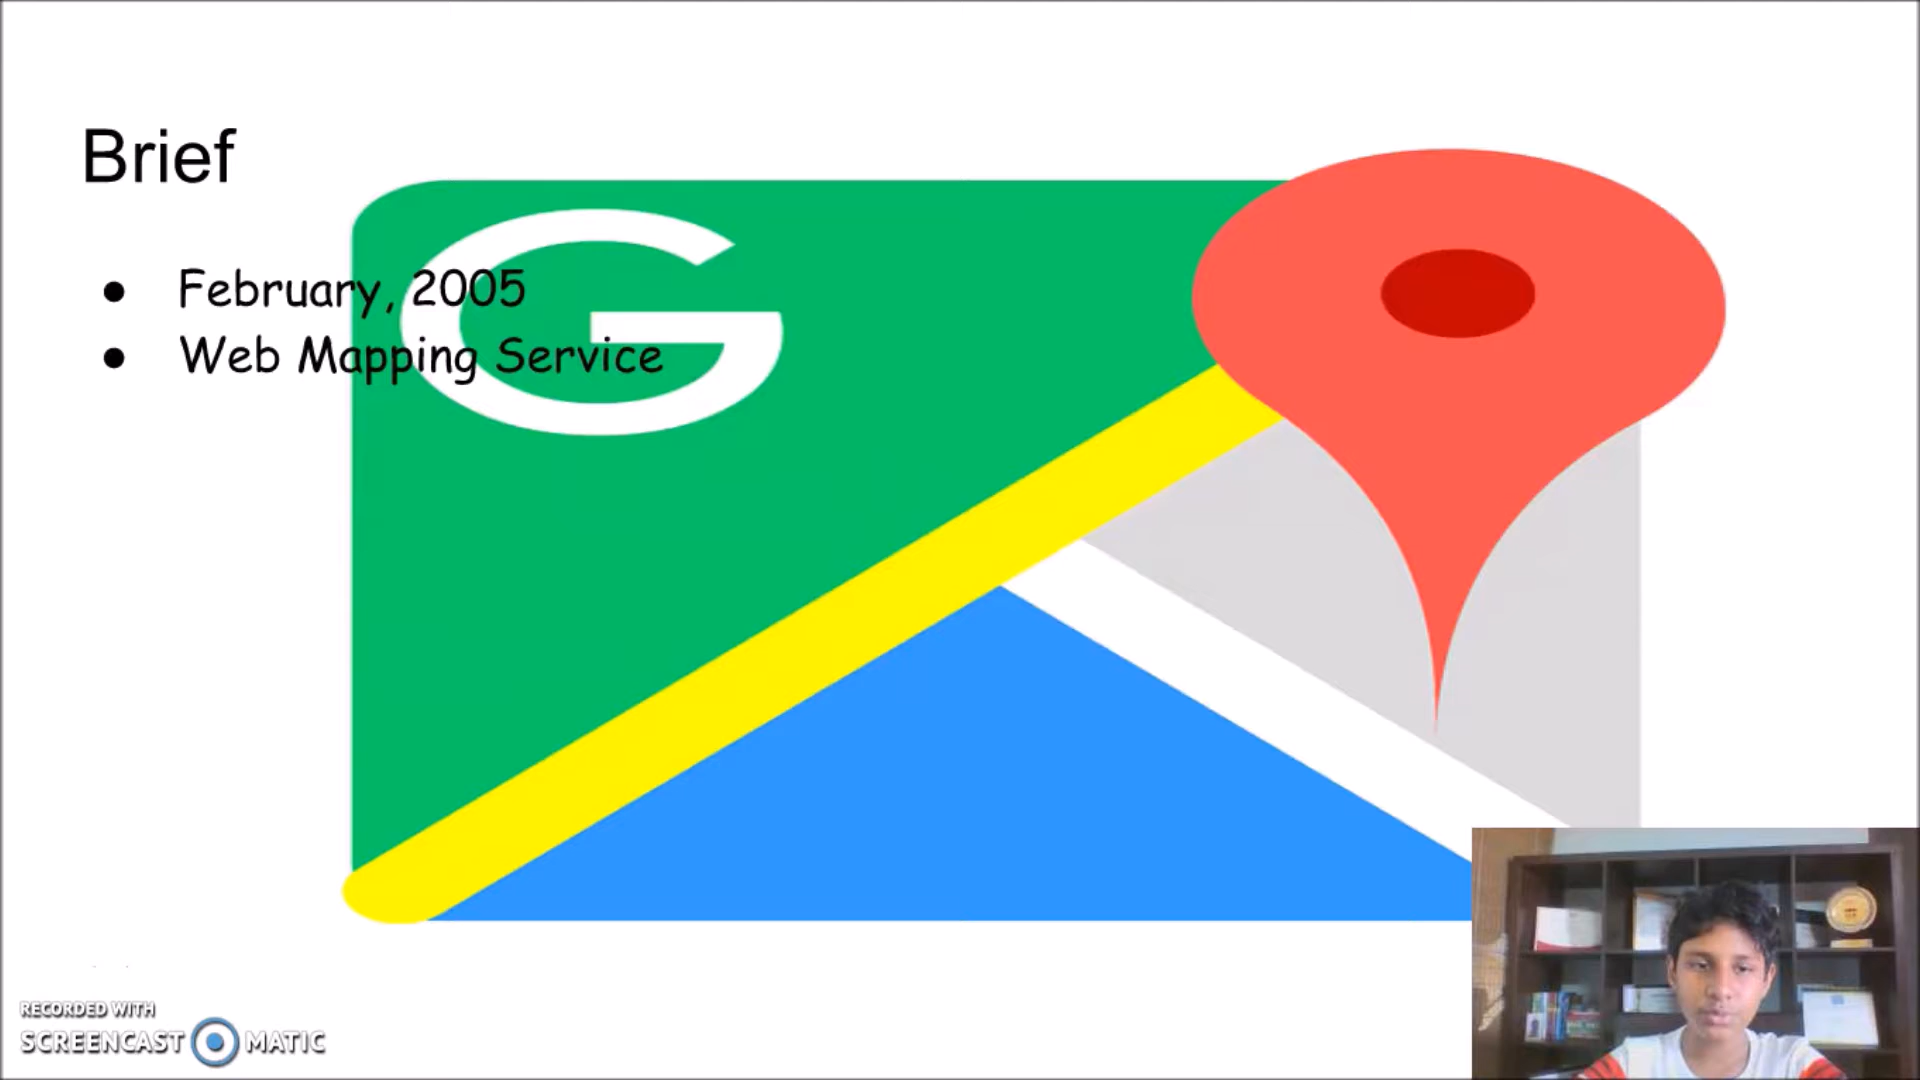 Brief
● February, 2005
● Web Mapping Service
G
RECORDED WITH
SCREENCAST MATIC